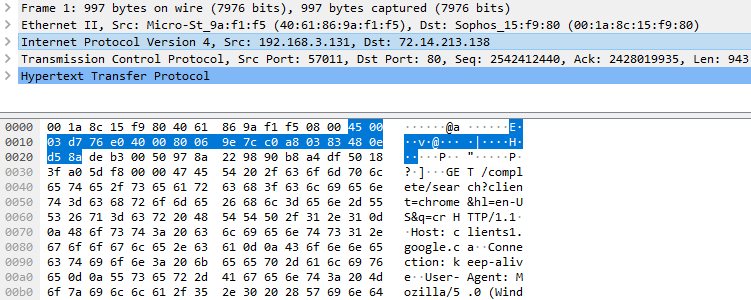 Frame 1: 997 bytes on wire (7976 bits), 997 bytes captured (7976 bits)
Ethernet II, Src: Micro-St_9a:f1:f5 (40:61:86:9a:f1:f5), Dst: Sophos_15:f9:80 (00:1a:8c:15:f9:80)
Internet Protocol Version 4, Src: 192.168.3.131, Dst: 72.14.213.138
Transmission Control Protocol, Src Port: 57011, Dst Port: 80, Seq: 2542412440, Ack: 2428019935, Len: 943
Hypertext Transfer Protocol
0000 00 1a 8c 15 f9 80 40 61 86 9a f1 f5 08 00 45 00 ······@a ······E·
0010 03 d7 76 e0 40 00 80 06 9e 7c c0 a8 03 83 48 0e ··v·@··· ·|····H·
0020 d5 8a de b3 00 50 97 8a 22 98 90 b8 a4 df 50 18 ·····P·· "·····P·
0030 3f a0 5d f8 00 00 47 45 54 20 2f 63 6f 6d 70 6c ?·]···GE T /compl
0040 65 74 65 2f 73 65 61 72 63 68 3f 63 6c 69 65 6e ete/sear ch?clien
0050 74 3d 63 68 72 6f 6d 65 26 68 6c 3d 65 6e 2d 55 t=chrome &hl=en-U
0060 53 26 71 3d 63 72 20 48 54 54 50 2f 31 2e 31 0d S&q=cr H TTP/1.1·
0070 0a 48 6f 73 74 3a 20 63 6c 69 65 6e 74 73 31 2e ·Host: c lients1.
0080 67 6f 6f 67 6c 65 2e 63 61 0d 0a 43 6f 6e 6e 65 google.c a··Conne
0090 63 74 69 6f 6e 3a 20 6b 65 65 70 2d 61 6c 69 76 ction: k eep-aliv
00a0 65 0d 0a 55 73 65 72 2d 41 67 65 6e 74 3a 20 4d e··User- Agent: M
00b0 6f 7a 69 6c 6c 61 2f 35 2e 30 20 28 57 69 6e 64 ozilla/5 .0 (Wind